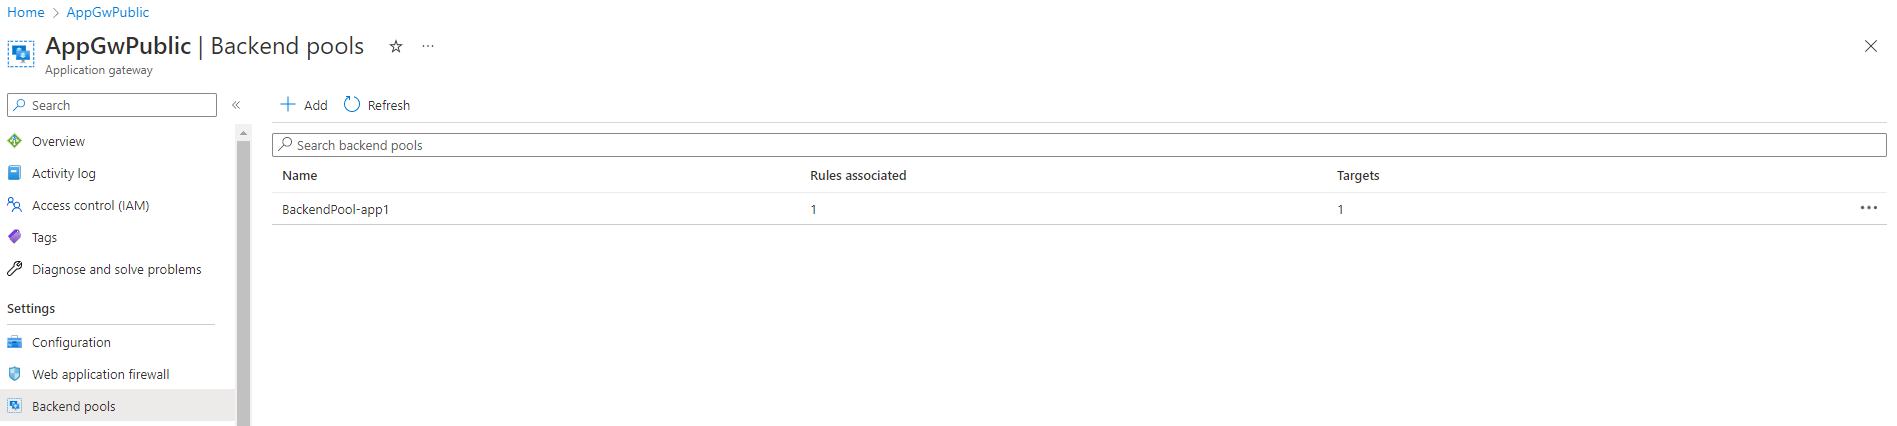 Home > AppGwPublic
AppGwPublic | Backend pools
Application gateway
Search
Overview
Activity log
Access control (IAM)
Tags
Diagnose and solve problems
Settings
Configuration
Web application firewall
Backend pools
Add Refresh
Search backend pools
Name Rules associated Targets
BackendPool-app1 1 1